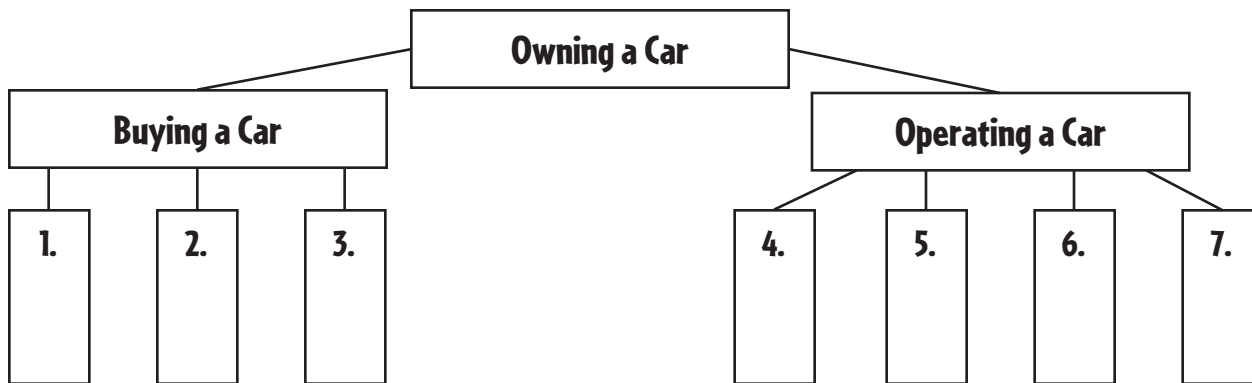 Owning a Car
Buying a Car
Operating a Car
1.
2.
3.
4.
5.
6.
7.